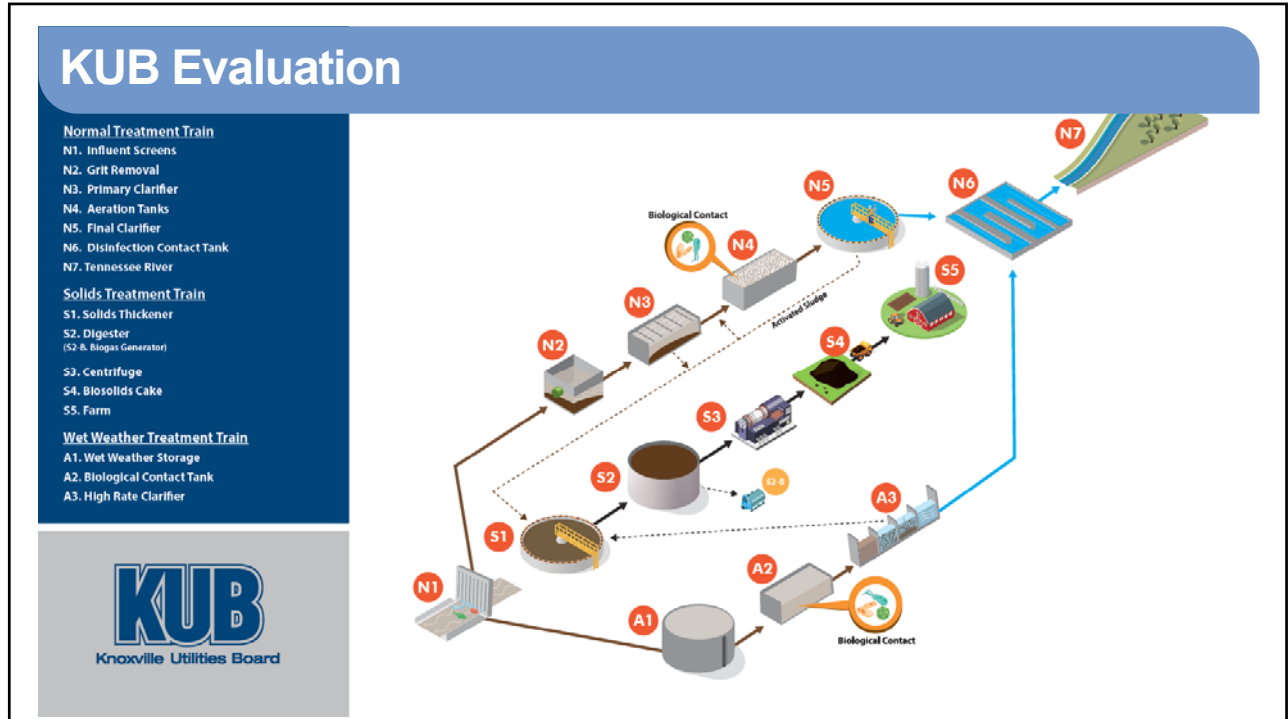 KUB Evaluation
Normal Treatment Train
N1. Influent Screens
N2. Grit Removal
N3. Primary Clarifier
N4. Aeration Tanks
N5. Final Clarifier
N6. Disinfection Contact Tank
N7. Tennessee River
Solids Treatment Train
S1. Solids Thickener
S2. Digester
(S2-B. Biogas Generator)
S3. Centrifuge
S4. Biosolids Cake
S5. Farm
Wet Weather Treatment Train
A1. Wet Weather Storage
A2. Biological Contact Tank
A3. High Rate Clarifier
KUB
Knoxville Utilities Board
N7
N6
N5
Biological Contact
N4
N3
N2
Activated Sludge
S5
S4
S3
S2
S2-B
S1
A3
A2
A1
N1
Biological Contact